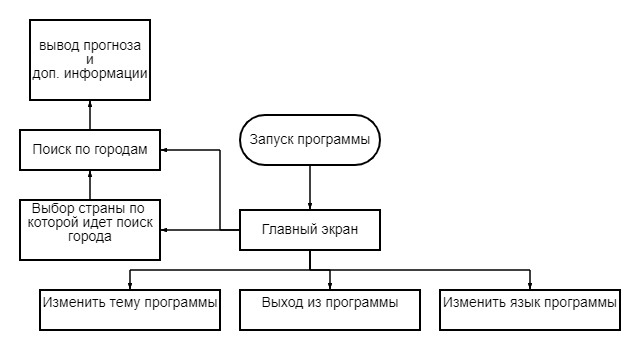 вывод прогноза
и
доп. информации
Запуск программы
Поиск по городам
Выбор страны по
которой идет поиск
города
Главный экран
Изменить тему программы
Выход из программы
Изменить язык программы